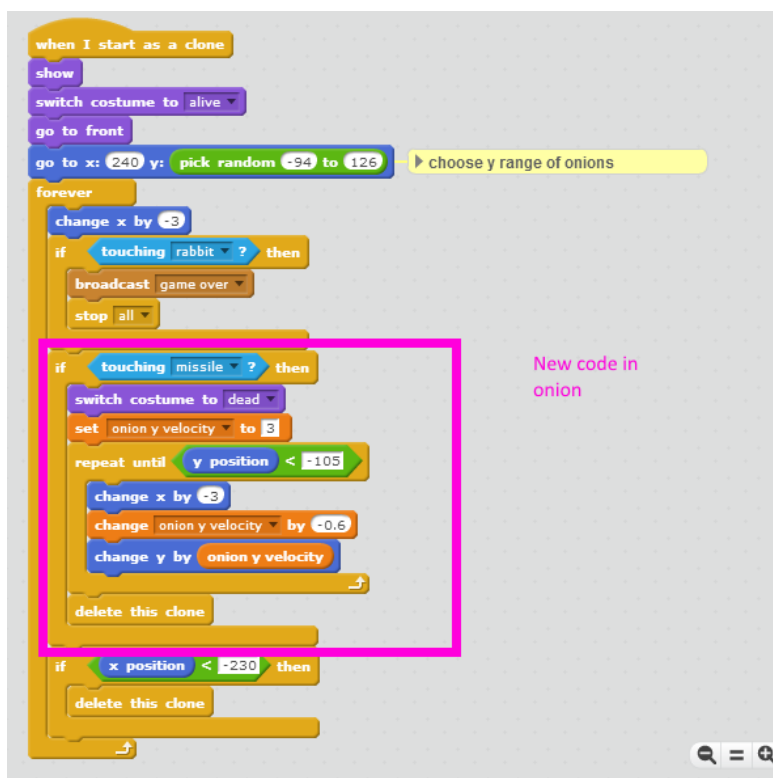 when I start as a clone
show
switch costume to alive
go to front
go to x: 240 y: pick random -94 to 126
choose y range of onions
forever
change x by -3
if touching rabbit ? then
broadcast game over
stop all
if touching missile ? then
New code in
onion
switch costume to dead
set onion y velocity to 3
repeat until y position < -105
change x by -3
change onion y velocity by -0.6
change y by onion y velocity
delete this clone
if x position < -230 then
delete this clone